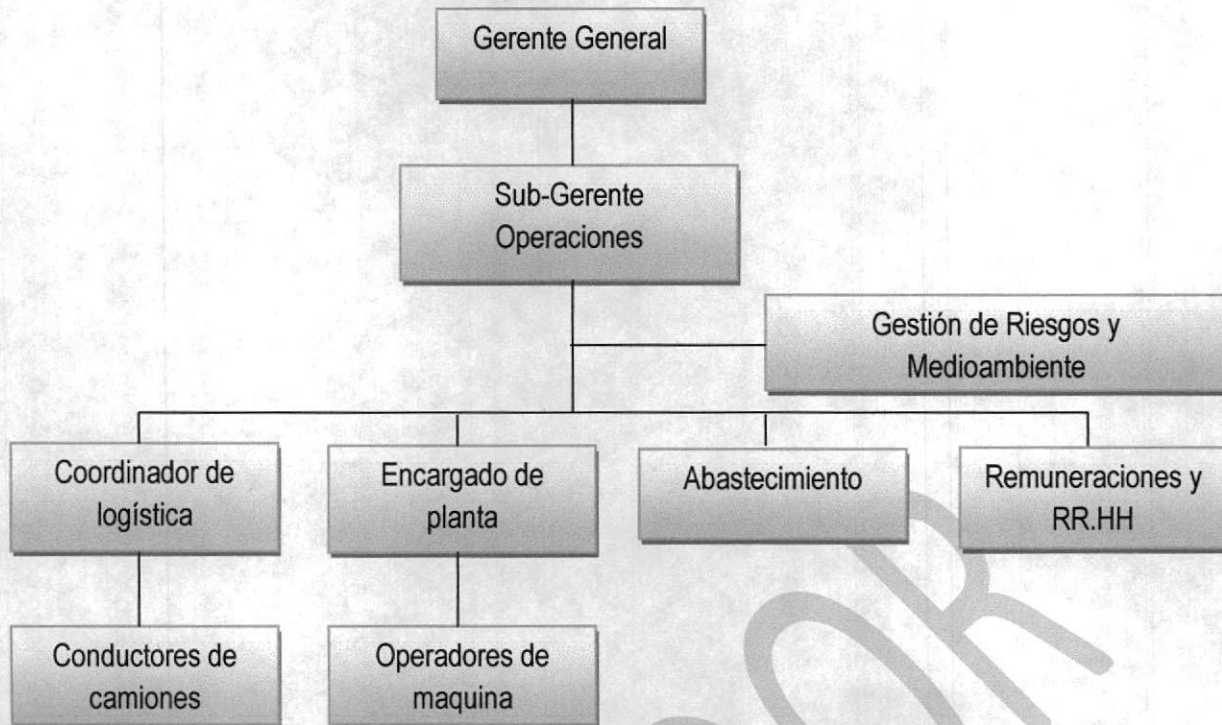 Gerente General
Sub-Gerente
Operaciones
Gestión de Riesgos y
Medioambiente
Coordinador de
logística
Encargado de
planta
Abastecimiento
Remuneraciones y
RR.HH
Conductores de
camiones
Operadores de
maquina
OR